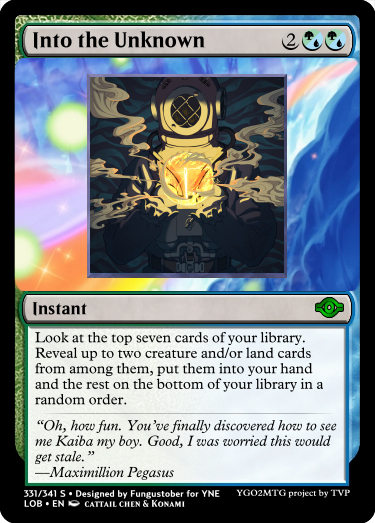 Into the Unknown 2
Instant
Look at the top seven cards of your library.
Reveal up to two creature and/or land cards
from among them, put them into your hand
and the rest on the bottom of your library in a
random order.
“Oh, how fun. You’ve finally discovered how to see
me Kaiba my boy. Good, I was worried this would
get stale.”
—Maximillion Pegasus
331/341 S • Designed by Fungustober for YNE
YGO2MTG project by TVP
LOB • EN CATTAIL CHEN & KONAMI